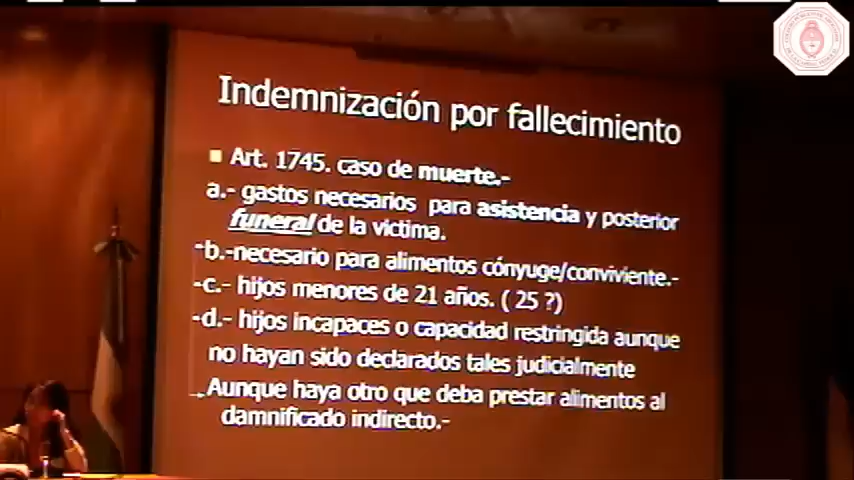 Indemnización por fallecimiento
Art. 1745. caso de muerte.-
a.- gastos necesarios para asistencia y posterior
funeral de la victima.
-b.-necesario para alimentos cónyuge/conviviente.-
-c.- hijos menores de 21 años. ( 25 ?)
-d.- hijos incapaces o capacidad restringida aunque
no hayan sido declarados tales judicialmente
Aunque haya otro que deba prestar alimentos al
damnificado indirecto.-